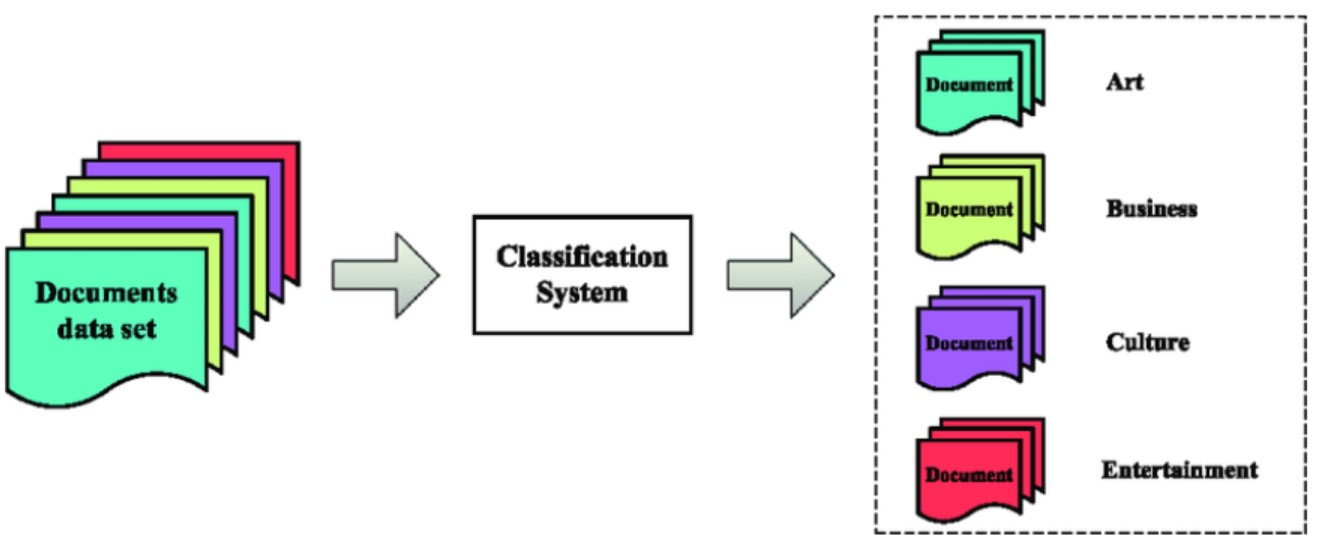 Documents
data set
Classification
System
Document
Art
Document
Business
Document
Culture
Document
Entertainment